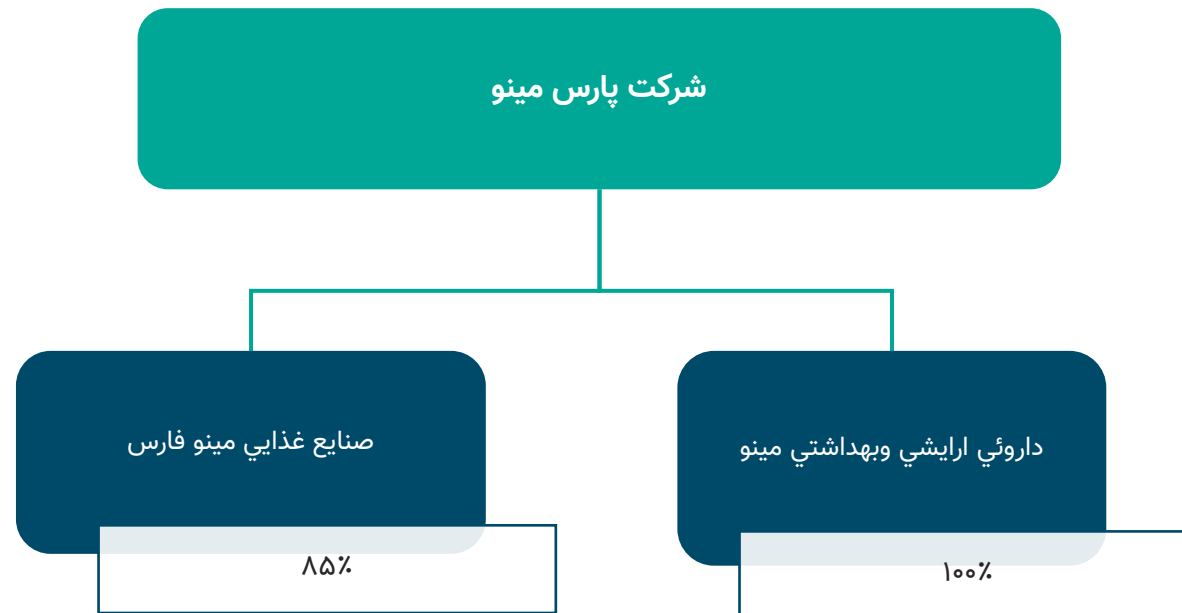 شرکت پارس مینو
داروئي ارايشي وبهداشتي مينو
۱۰۰٪
صنايع غذايي مينو فارس
۸۵٪